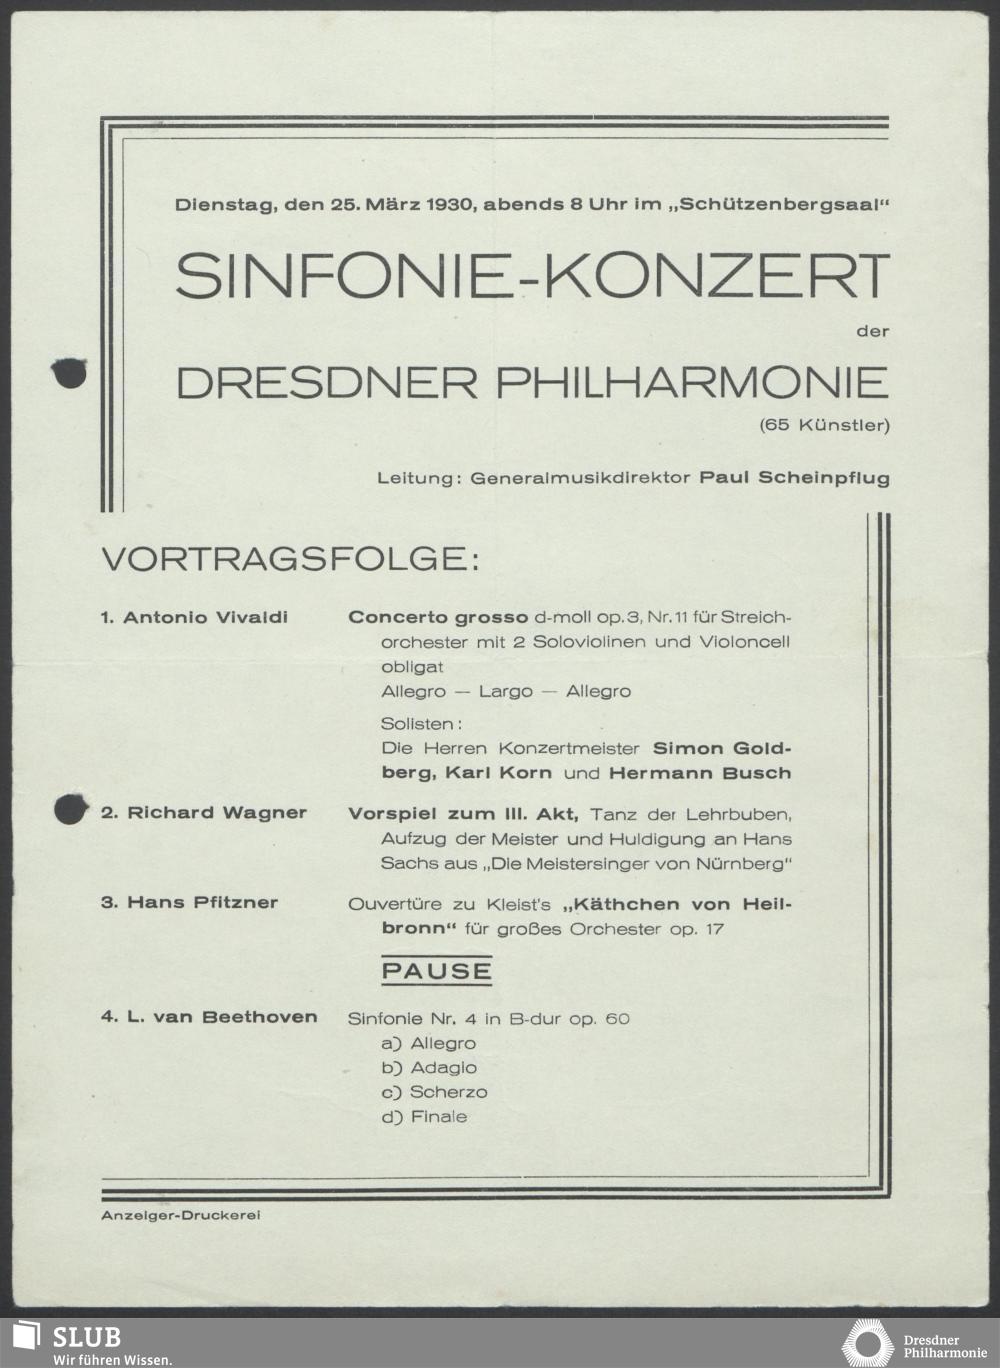 Dienstag, den 25. März 1930, abends 8 Uhr im „Schützenbergsaal“
SINFONIE-KONZERT
der
DRESDNER PHILHARMONIE
(65 Künstler)
Leitung: Generalmusikdirektor Paul Scheinpflug
VORTRAGSFOLGE:
1. Antonio Vivaldi Concerto grosso d-moll op. 3, Nr. 11 für Streich-
orchester mit 2 Soloviolinen und Violoncell
obligat
Allegro — Largo — Allegro
Solisten:
Die Herren Konzertmeister Simon Gold-
berg, Karl Korn und Hermann Busch
2. Richard Wagner Vorspiel zum III. Akt, Tanz der Lehrbuben,
Aufzug der Meister und Huldigung an Hans
Sachs aus „Die Meistersinger von Nürnberg“
3. Hans Pfitzner Ouvertüre zu Kleist's „Käthchen von Heil-
bronn“ für großes Orchester op. 17
PAUSE
4. L. van Beethoven Sinfonie Nr. 4 in B-dur op. 60
a) Allegro
b) Adagio
c) Scherzo
d) Finale
Anzeiger-Druckerei
SLUB
Wir führen Wissen.
Dresdner
Philharmonie